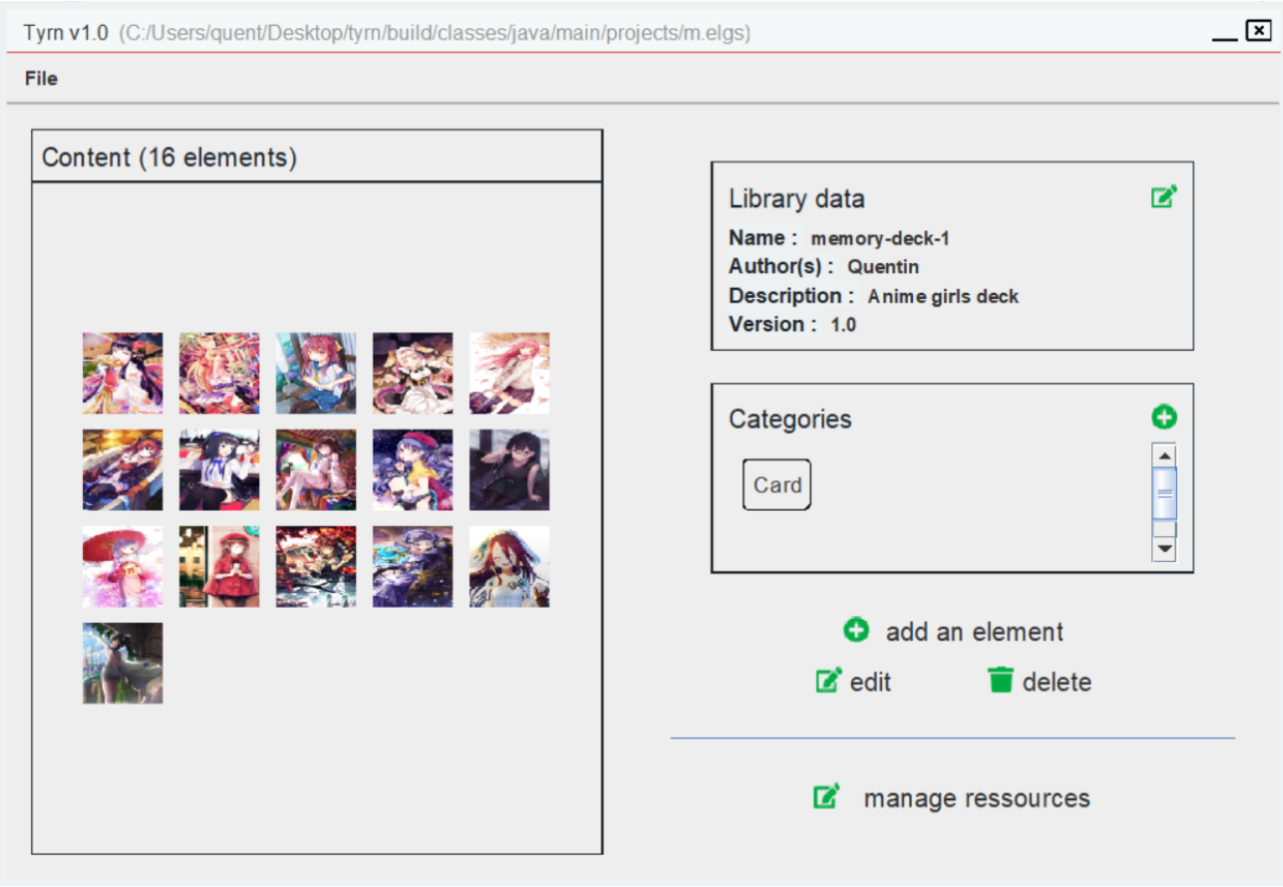 Tyrn v1.0 (C:/Users/quent/Desktop/tyrn/build/classes/java/main/projects/m.elgs)
File
Content (16 elements)
Library data
Name : memory-deck-1
Author(s) : Quentin
Description : Anime girls deck
Version : 1.0
Categories
Card
add an element
edit
delete
manage ressources